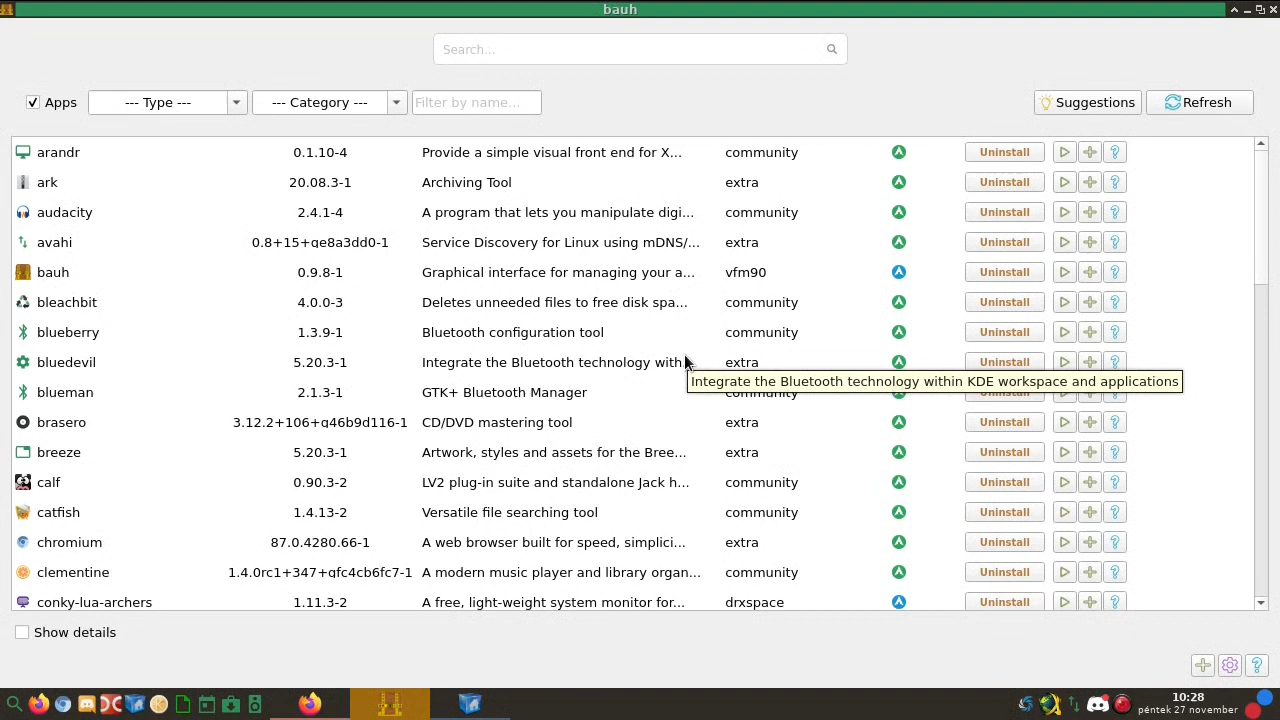 bauh
Search...
Apps --- Type --- --- Category --- Filter by name... Suggestions Refresh
arandr 0.1.10-4 Provide a simple visual front end for X... community Uninstall
ark 20.08.3-1 Archiving Tool extra Uninstall
audacity 2.4.1-4 A program that lets you manipulate digi... community Uninstall
avahi 0.8+15+ge8a3dd0-1 Service Discovery for Linux using mDNS/... extra Uninstall
bauh 0.9.8-1 Graphical interface for managing your a... vfm90 Uninstall
bleachbit 4.0.0-3 Deletes unneeded files to free disk spa... community Uninstall
blueberry 1.3.9-1 Bluetooth configuration tool community Uninstall
bluedevil 5.20.3-1 Integrate the Bluetooth technology with extra Uninstall
Integrate the Bluetooth technology within KDE workspace and applications
blueman 2.1.3-1 GTK+ Bluetooth Manager community Uninstall
brasero 3.12.2+106+g46b9d116-1 CD/DVD mastering tool extra Uninstall
breeze 5.20.3-1 Artwork, styles and assets for the Bree... extra Uninstall
calf 0.90.3-2 LV2 plug-in suite and standalone Jack h... community Uninstall
catfish 1.4.13-2 Versatile file searching tool community Uninstall
chromium 87.0.4280.66-1 A web browser built for speed, simplici... extra Uninstall
clementine 1.4.0rc1+347+gfc4cb6fc7-1 A modern music player and library organ... community Uninstall
conky-lua-archers 1.11.3-2 A free, light-weight system monitor for... drxspace Uninstall
Show details
10:28
péntek 27 november